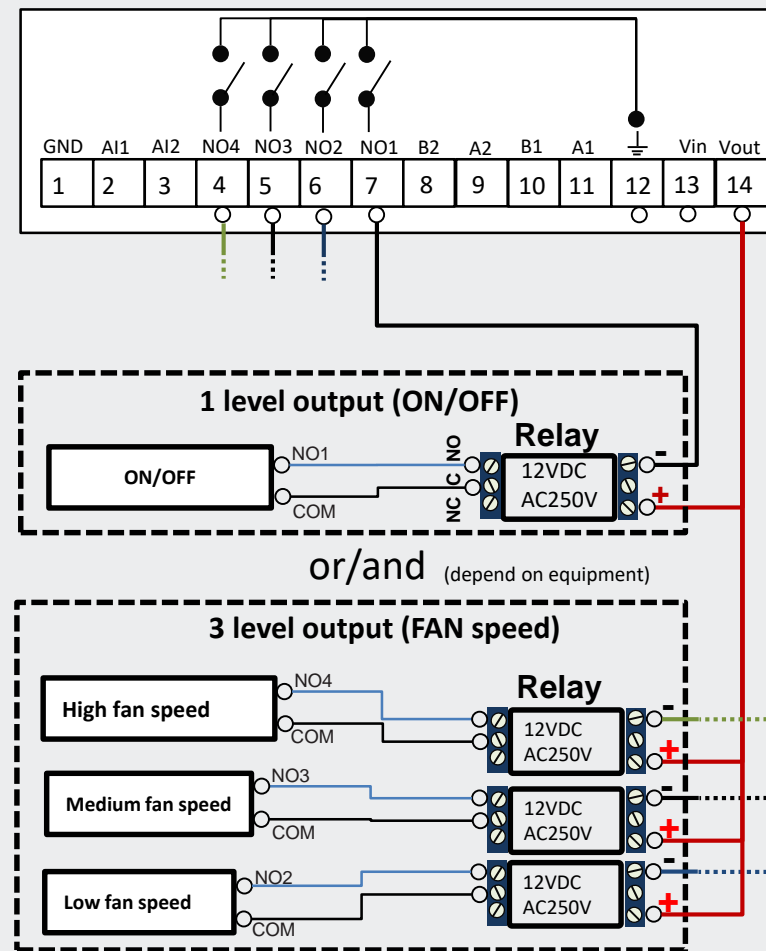 GND AI1 AI2 NO4 NO3 NO2 NO1 B2 A2 B1 A1 Vin Vout
1 2 3 4 5 6 7 8 9 10 11 12 13 14
1 level output (ON/OFF)
Relay
ON/OFF
NO1
COM
NO
C
NC
12VDC
AC250V
-
+
or/and (depend on equipment)
3 level output (FAN speed)
Relay
High fan speed
NO4
COM
12VDC
AC250V
-
+
Medium fan speed
NO3
COM
12VDC
AC250V
-
+
Low fan speed
NO2
COM
12VDC
AC250V
-
+